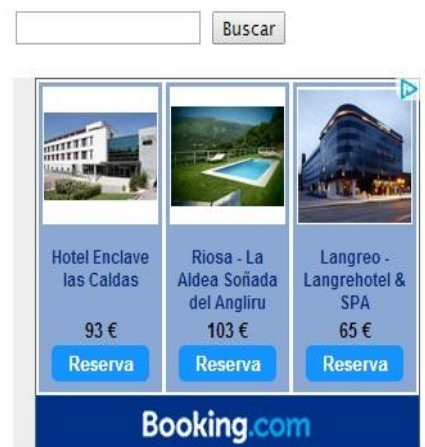 Buscar
Hotel Enclave
las Caldas
93 €
Reserva
Riosa - La
Aldea Soñada
del Angliru
103 €
Reserva
Langreo -
Langrehotel &
SPA
65 €
Reserva
Booking.com